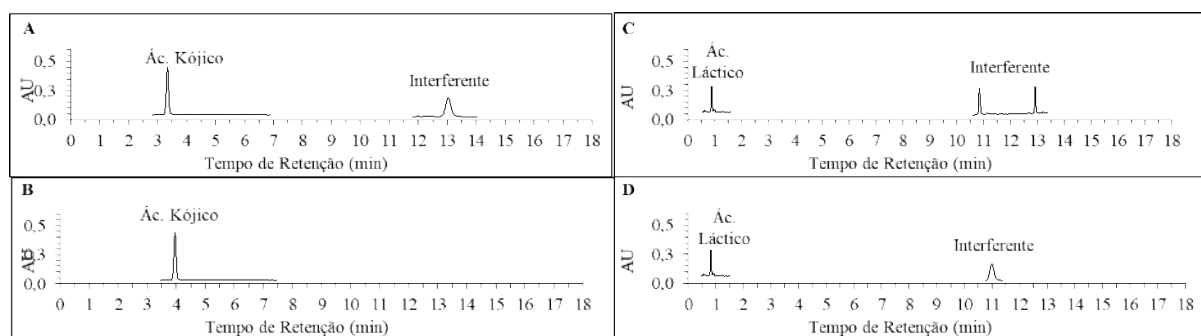 A
Ác. Kójico
Interferente
AU
0,5
0,3
0,0
0 1 2 3 4 5 6 7 8 9 10 11 12 13 14 15 16 17 18
Tempo de Retenção (min)
B
Ác. Kójico
AU
0,5
0,3
0,0
0 1 2 3 4 5 6 7 8 9 10 11 12 13 14 15 16 17 18
Tempo de Retenção (min)
C
Ác.
Láctico
Interferente
AU
0,5
0,3
0,0
0 1 2 3 4 5 6 7 8 9 10 11 12 13 14 15 16 17 18
Tempo de Retenção (min)
D
Ác.
Láctico
Interferente
AU
0,5
0,3
0,0
0 1 2 3 4 5 6 7 8 9 10 11 12 13 14 15 16 17 18
Tempo de Retenção (min)